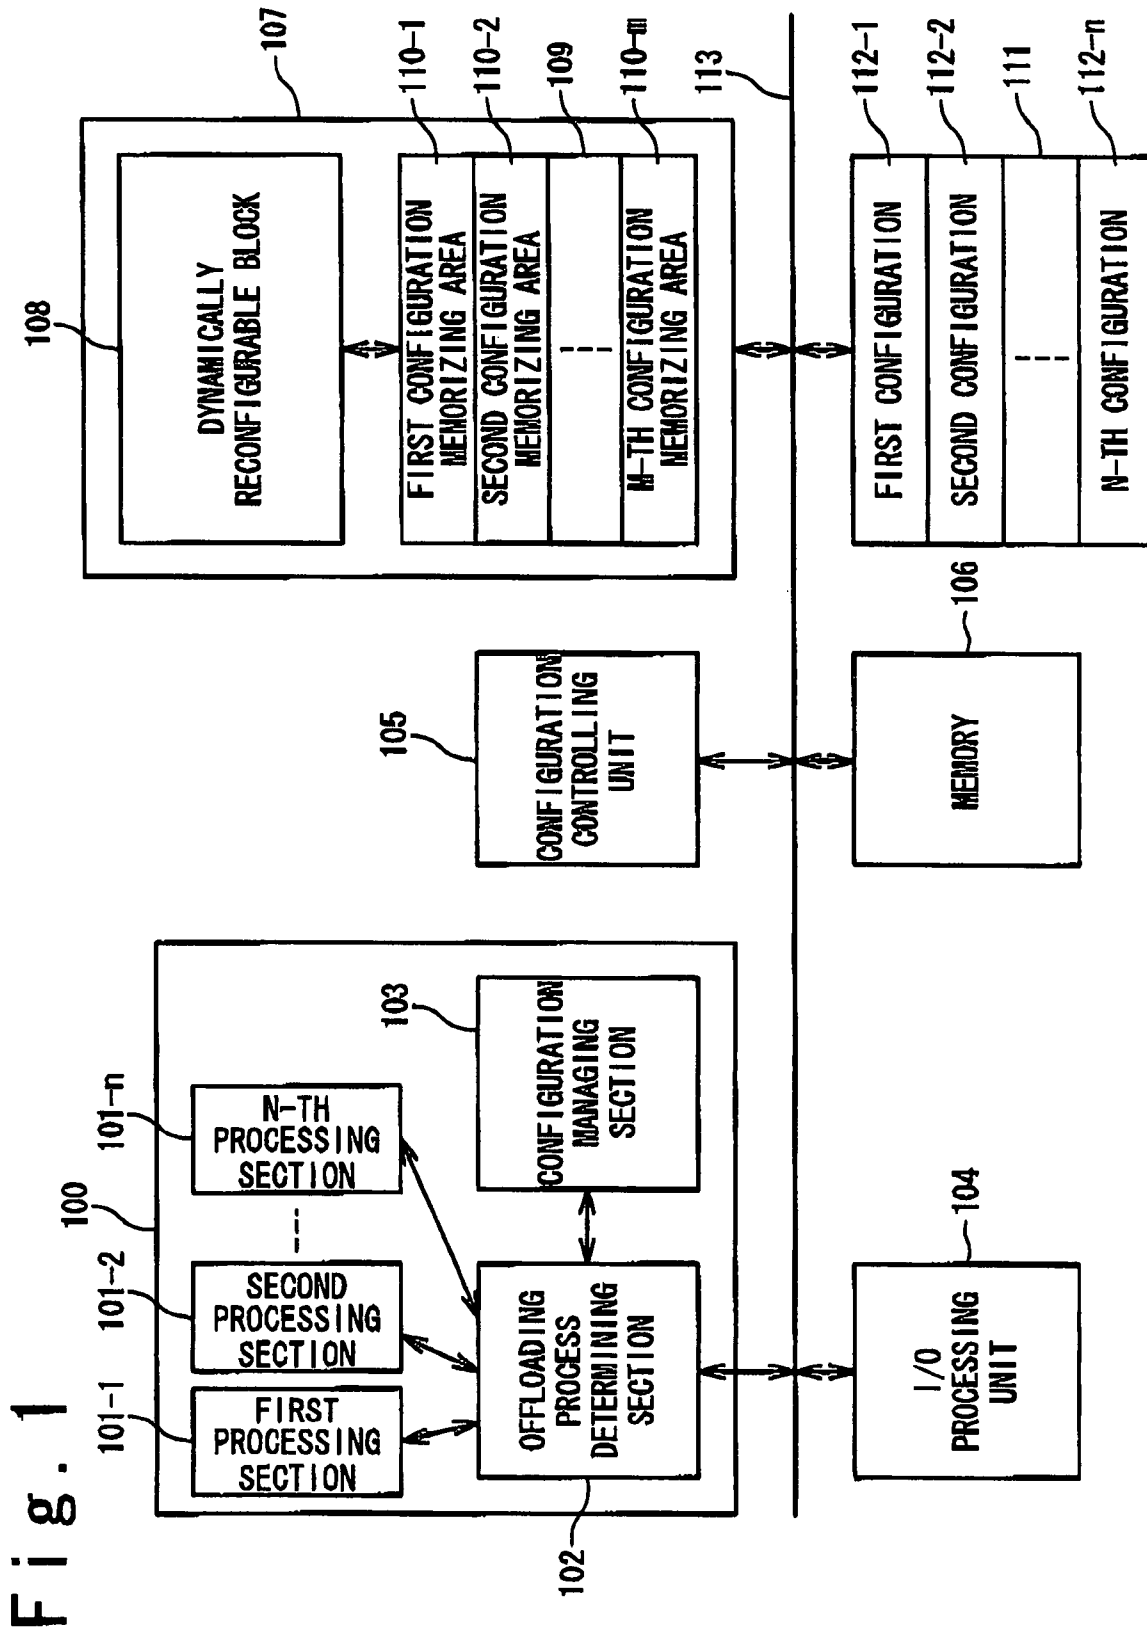 Fig. 1
100
101-1
FIRST
PROCESSING
SECTION
101-2
SECOND
PROCESSING
SECTION
101-n
N-TH
PROCESSING
SECTION
102
OFFLOADING
PROCESS
DETERMINING
SECTION
103
CONFIGURATION
MANAGING
SECTION
104
I/O
PROCESSING
UNIT
105
CONFIGURATION
CONTROLLING
UNIT
106
MEMORY
107
108
DYNAMICALLY
RECONFIGURABLE BLOCK
FIRST CONFIGURATION
MEMORIZING AREA
110-1
SECOND CONFIGURATION
MEMORIZING AREA
110-2
109
M-TH CONFIGURATION
NEMORIZING AREA
110-m
113
FIRST CONFIGURATION
112-1
SECOND CONFIGURATION
112-2
111
N-TH CONFIGURATION
112-n